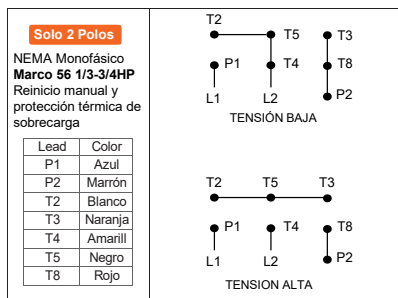 Solo 2 Polos
NEMA Monofásico
Marco 56 1/3-3/4HP
Reinicio manual y
protección térmica de
sobrecarga
Lead Color
P1 Azul
P2 Marrón
T2 Blanco
T3 Naranja
T4 Amarill
T5 Negro
T8 Rojo
T2 T5 T3
P1 T4 T8
L1 L2 P2
TENSIÓN BAJA
T2 T5 T3
P1 T4 T8
L1 L2 P2
TENSION ALTA